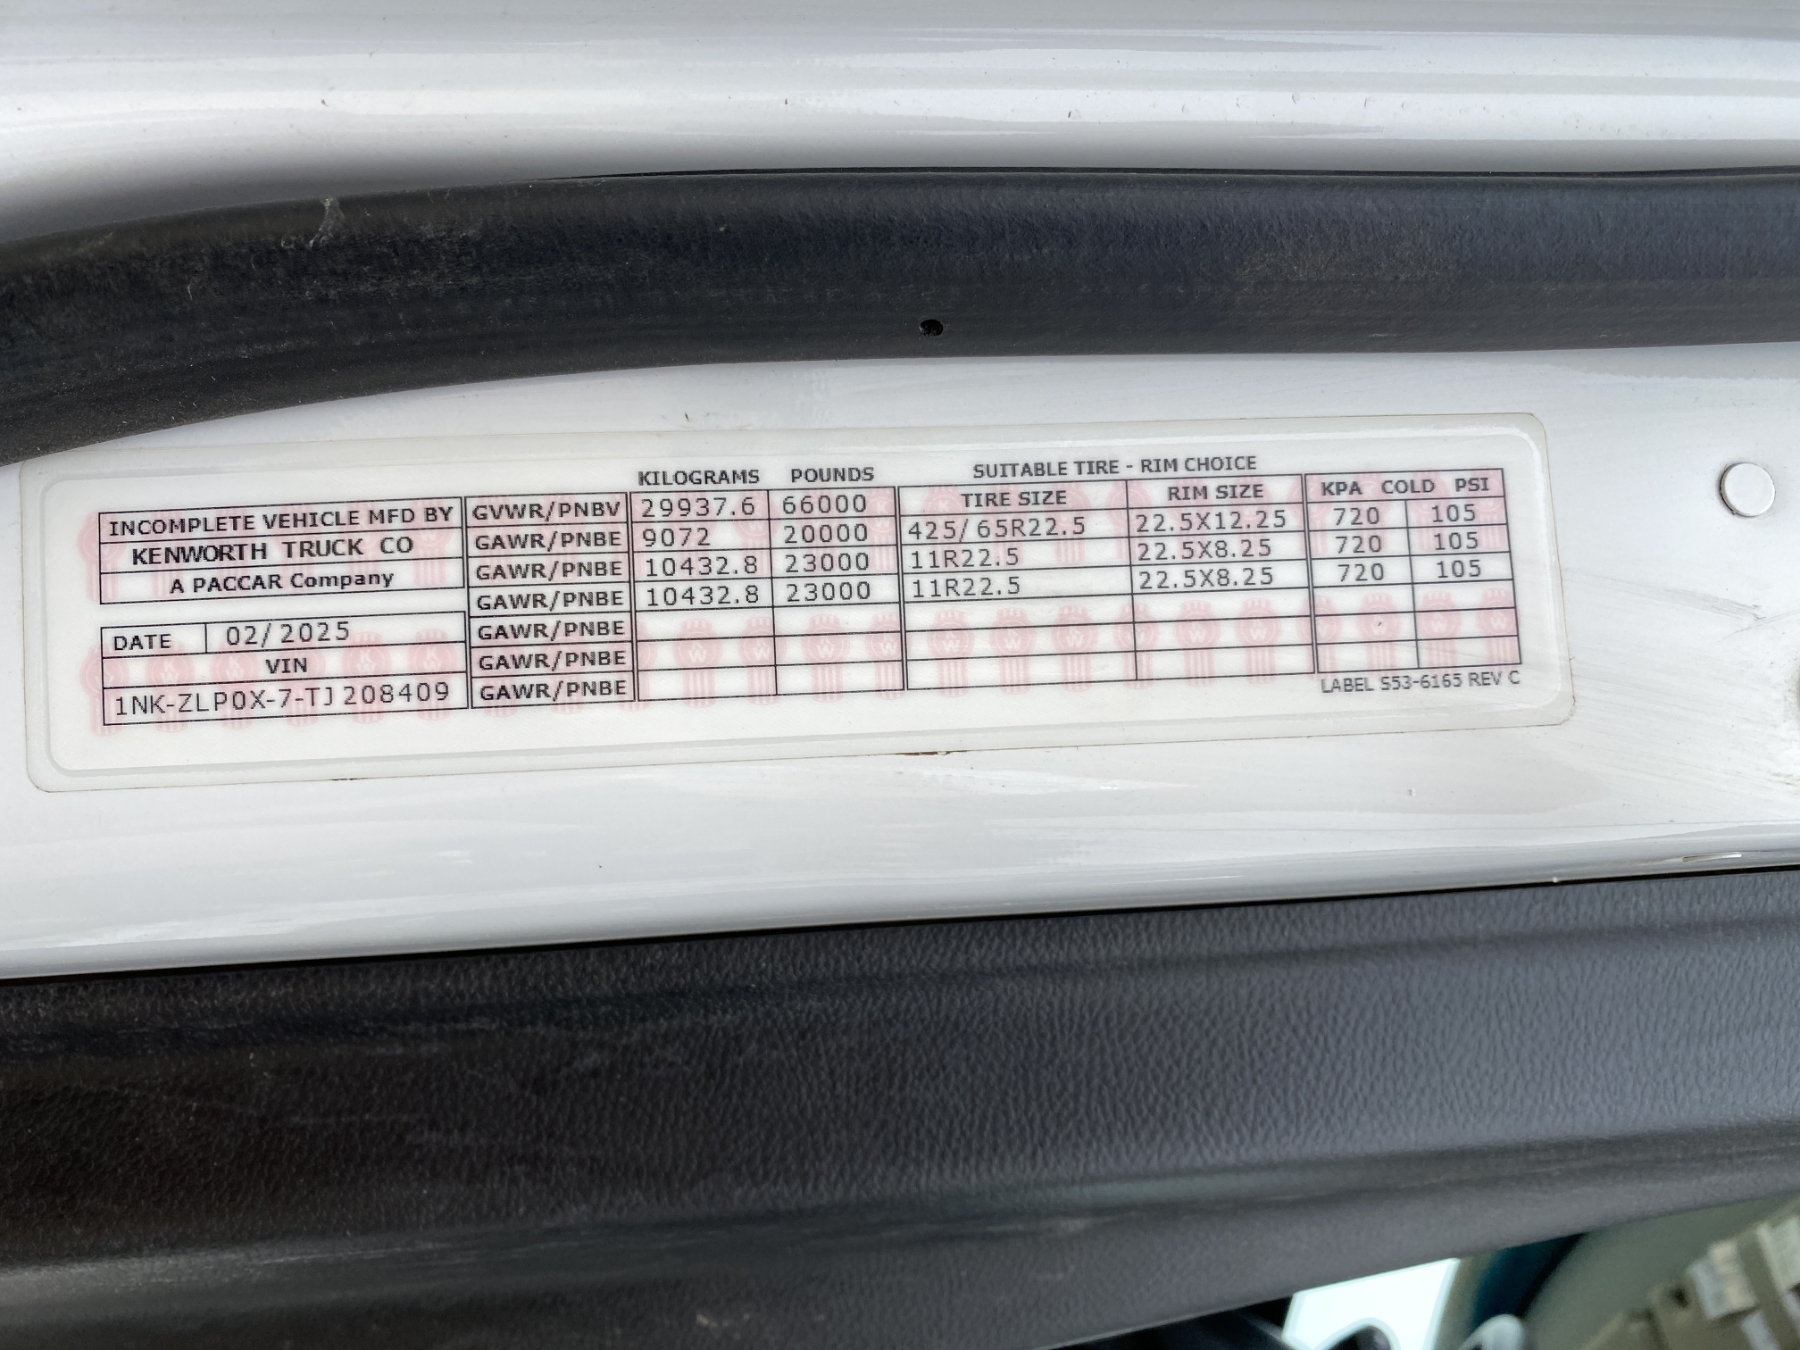 KILOGRAMS POUNDS SUITABLE TIRE - RIM CHOICE
TIRE SIZE RIM SIZE KPA COLD PSI
INCOMPLETE VEHICLE MFD BY
KENWORTH TRUCK CO
A PACCAR Company
DATE 02/2025
VIN
1NK-ZLP0X-7-TJ208409
GVWR/PNBV 29937.6 66000
GAWR/PNBE 9072 20000 425/65R22.5 22.5X12.25 720 105
GAWR/PNBE 10432.8 23000 11R22.5 22.5X8.25 720 105
GAWR/PNBE 10432.8 23000 11R22.5 22.5X8.25 720 105
GAWR/PNBE
GAWR/PNBE
GAWR/PNBE
LABEL S53-6165 REV C